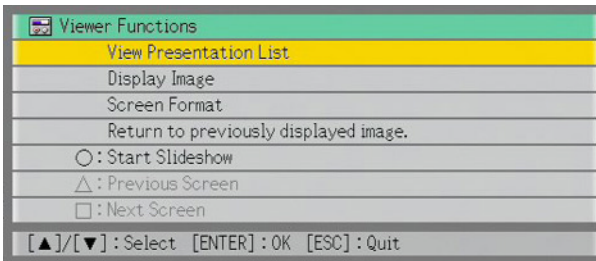 Viewer Functions
View Presentation List
Display Image
Screen Format
Return to previously displayed image.
○:Start Slideshow
△:Previous Screen
□:Next Screen
[▲]/[▼]:Select [ENTER]:OK [ESC]:Quit